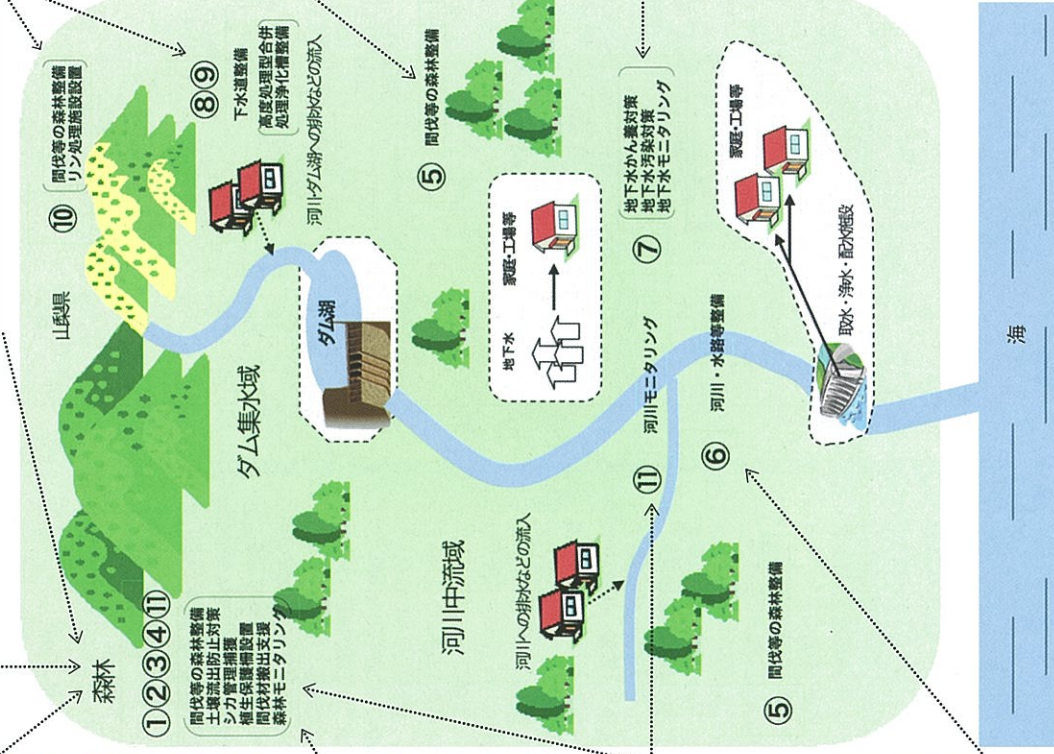 森林
①②③④⑪
間伐等の森林整備
土壌流出防止対策
シカ管理捕獲
植生保護柵設置
間伐材搬出支援
森林モニタリング
山梨県
⑩
間伐等の森林整備
リン処理施設設置
⑧⑨
下水道整備
高度処理型合併
処理浄化槽整備
河川・ダム湖への排水などの流入
ダム集水域
ダム湖
⑤ 間伐等の森林整備
地下水
家庭・工場等
河川中流域
河川への排水などの流入
⑪ 河川モニタリング
⑦
地下水かん養対策
地下水汚染対策
地下水モニタリング
⑥ 河川・水路等整備
⑤ 間伐等の森林整備
家庭・工場等
取水・浄水・配水施設
海